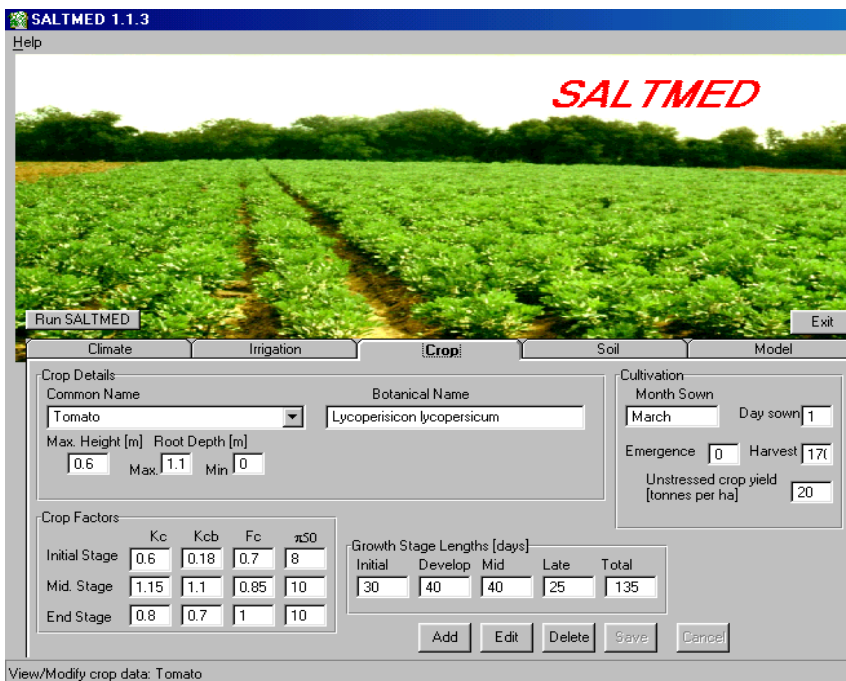 SALTMED 1.1.3
Help
SALTMED
Run SALTMED
Exit
Climate
Irrigation
Crop
Soil
Model
Crop Details
Common Name
Botanical Name
Tomato
Lycoperisicon lycopersicum
Max. Height [m] Root Depth [m]
0.6 Max. 1.1 Min 0
Cultivation
Month Sown
March Day sown 1
Emergence 0 Harvest 170
Unstressed crop yield
[tonnes per ha] 20
Crop Factors
Kc Kcb Fc π50
Initial Stage 0.6 0.18 0.7 8
Mid. Stage 1.15 1.1 0.85 10
End Stage 0.8 0.7 1 10
Growth Stage Lengths [days]
Initial Develop Mid Late Total
30 40 40 25 135
Add Edit Delete Save Cancel
View/Modify crop data: Tomato